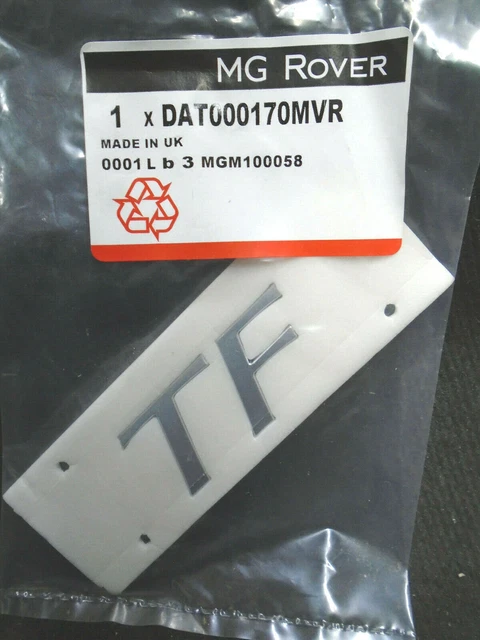 MG ROVER
1 x DAT000170MVR
MADE IN UK
0001 L b 3 MGM100058
TF